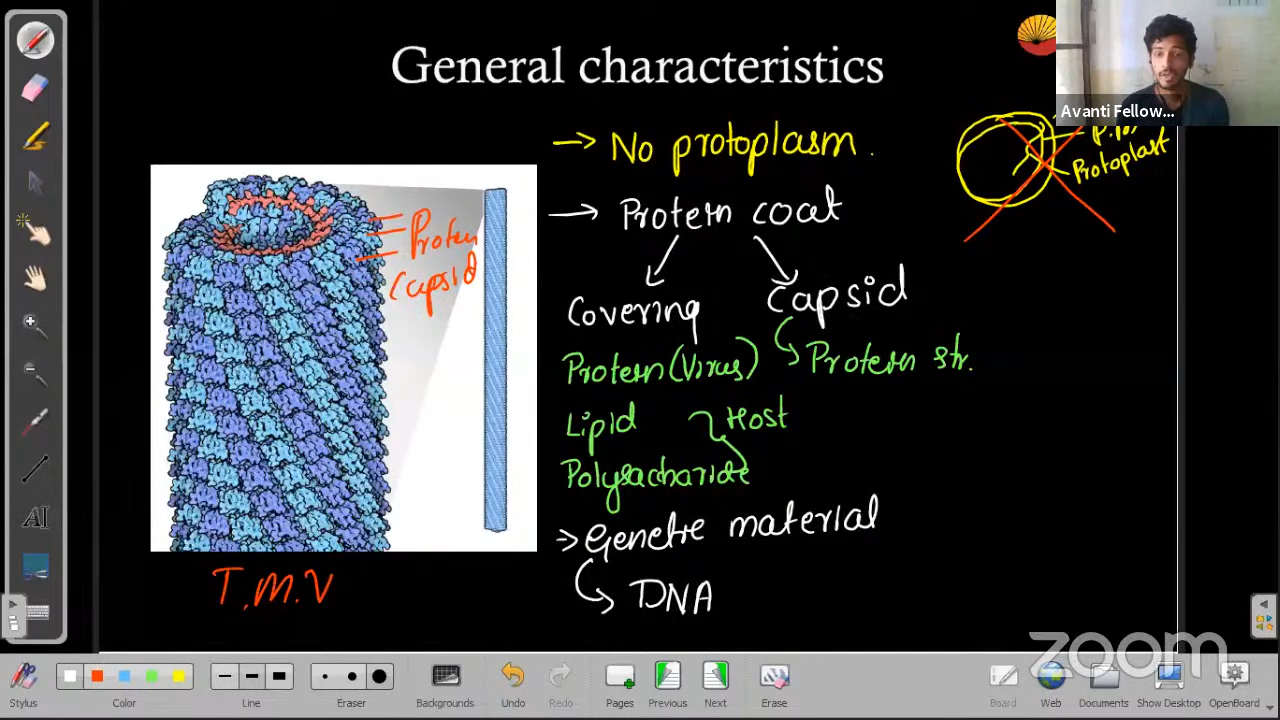 General characteristics
Avanti Fellow...
→ No protoplasm.
Protoplast
→ Protein coat
Protein
Capsid
Covering
Capsid
Protein (Virus)
Protein str.
Lipid
Host
Polysacharide
→ Genetic material
DNA
T.M.V
zoom
Stylus
Color
Line
Eraser
Backgrounds
Undo
Redo
Pages
Previous
Next
Erase
Board
Web
Documents
Show Desktop
OpenBoard